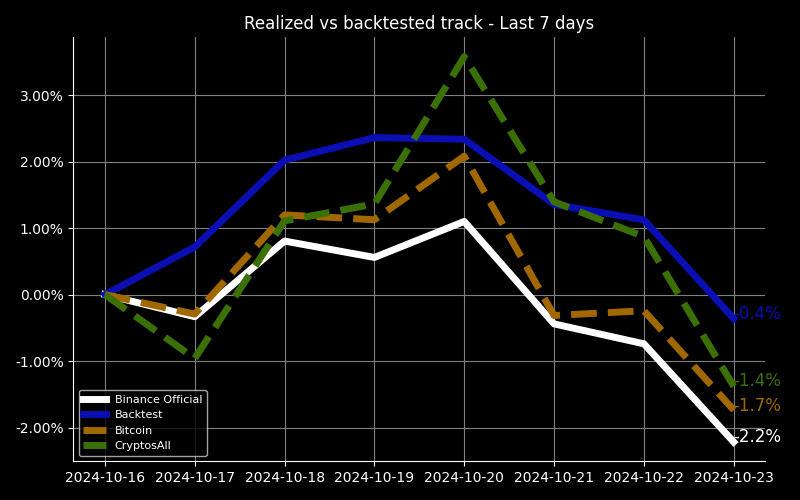 Realized vs backtested track - Last 7 days
3.00%
2.00%
1.00%
0.00%
-1.00%
-2.00%
-0.4%
-1.4%
-1.7%
-2.2%
Binance Official
Backtest
Bitcoin
CryptosAll
2024-10-16 2024-10-17 2024-10-18 2024-10-19 2024-10-20 2024-10-21 2024-10-22 2024-10-23